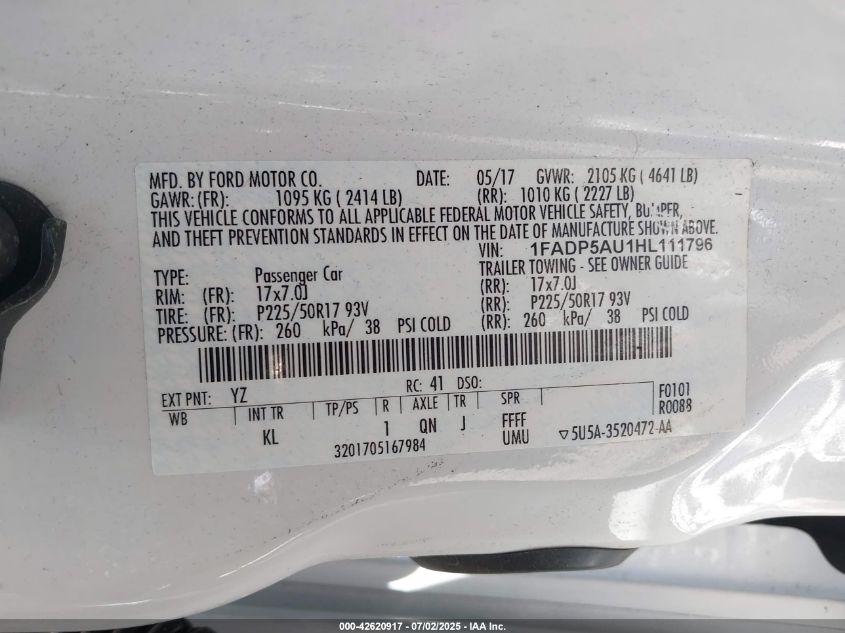 MFD. BY FORD MOTOR CO. DATE: 05/17 GVWR: 2105 KG ( 4641 LB)
GAWR: (FR): 1095 KG ( 2414 LB) (RR): 1010 KG ( 2227 LB)
THIS VEHICLE CONFORMS TO ALL APPLICABLE FEDERAL MOTOR VEHICLE SAFETY, BUMPER,
AND THEFT PREVENTION STANDARDS IN EFFECT ON THE DATE OF MANUFACTURE SHOWN ABOVE.
VIN: 1FADP5AU1HL111796
TYPE: Passenger Car TRAILER TOWING - SEE OWNER GUIDE
RIM: (FR): 17x7.0J (RR): 17x7.0J
TIRE: (FR): P225/50R17 93V (RR): P225/50R17 93V
PRESSURE: (FR): 260 kPa/ 38 PSI COLD (RR): 260 kPa/ 38 PSI COLD
EXT PNT: YZ RC: 41 DSO: F0101
WB INT TR TP/PS R AXLE TR SPR R0088
KL 1 QN J FFFF
3201705167984 UMU ▽5U5A-3520472-AA
000-42620917 - 07/02/2025 - IAA Inc.